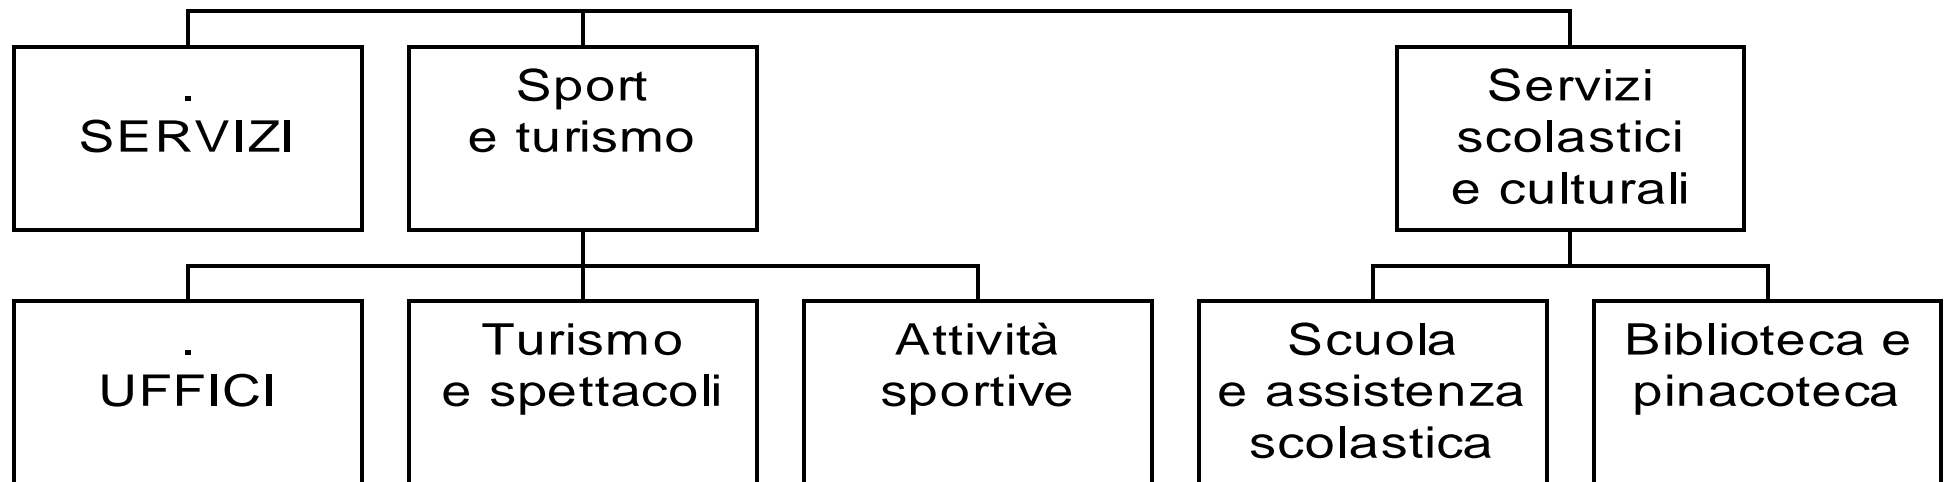 .
SERVIZI
Sport
e turismo
Servizi
scolastici
e culturali
.
UFFICI
Turismo
e spettacoli
Attività
sportive
Scuola
e assistenza
scolastica
Biblioteca e
pinacoteca